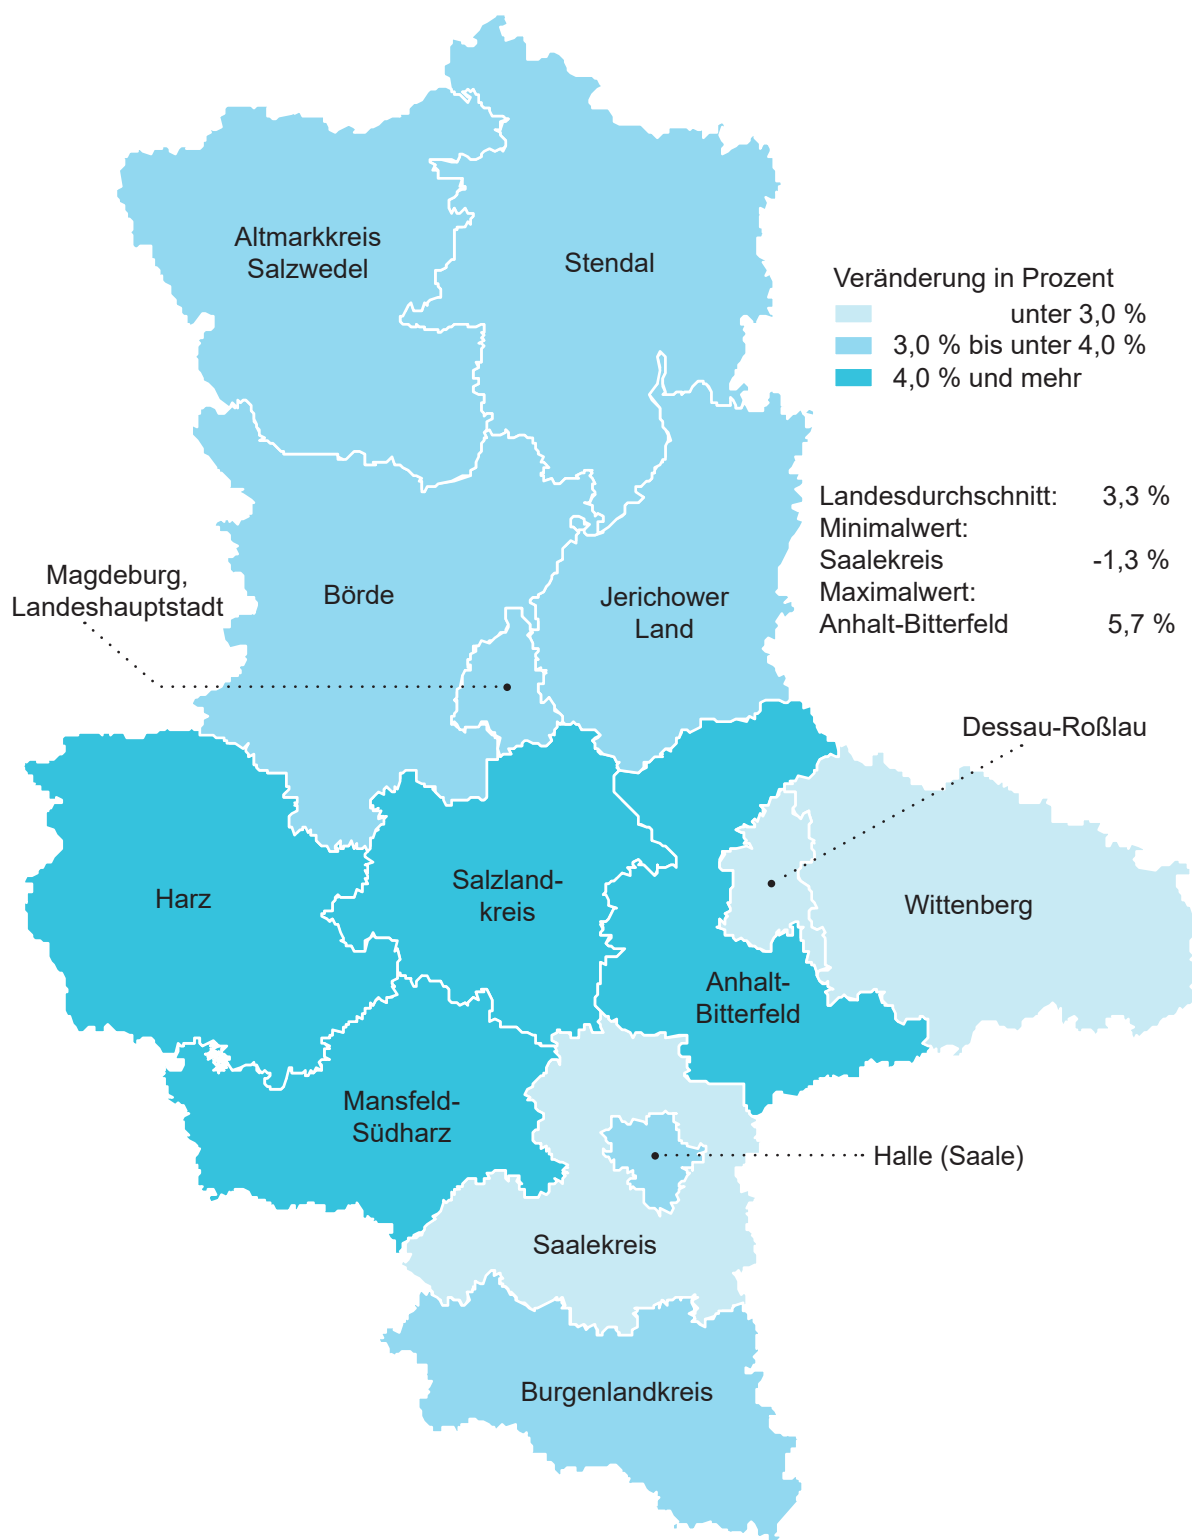 Altmarkkreis
Salzwedel
Stendal
Veränderung in Prozent
unter 3,0 %
3,0 % bis unter 4,0 %
4,0 % und mehr
Landesdurchschnitt: 3,3 %
Minimalwert:
Saalekreis -1,3 %
Maximalwert:
Anhalt-Bitterfeld 5,7 %
Magdeburg,
Landeshauptstadt
Börde
Jerichower
Land
Dessau-Roßlau
Harz
Salzland-
kreis
Wittenberg
Anhalt-
Bitterfeld
Mansfeld-
Südharz
Halle (Saale)
Saalekreis
Burgenlandkreis